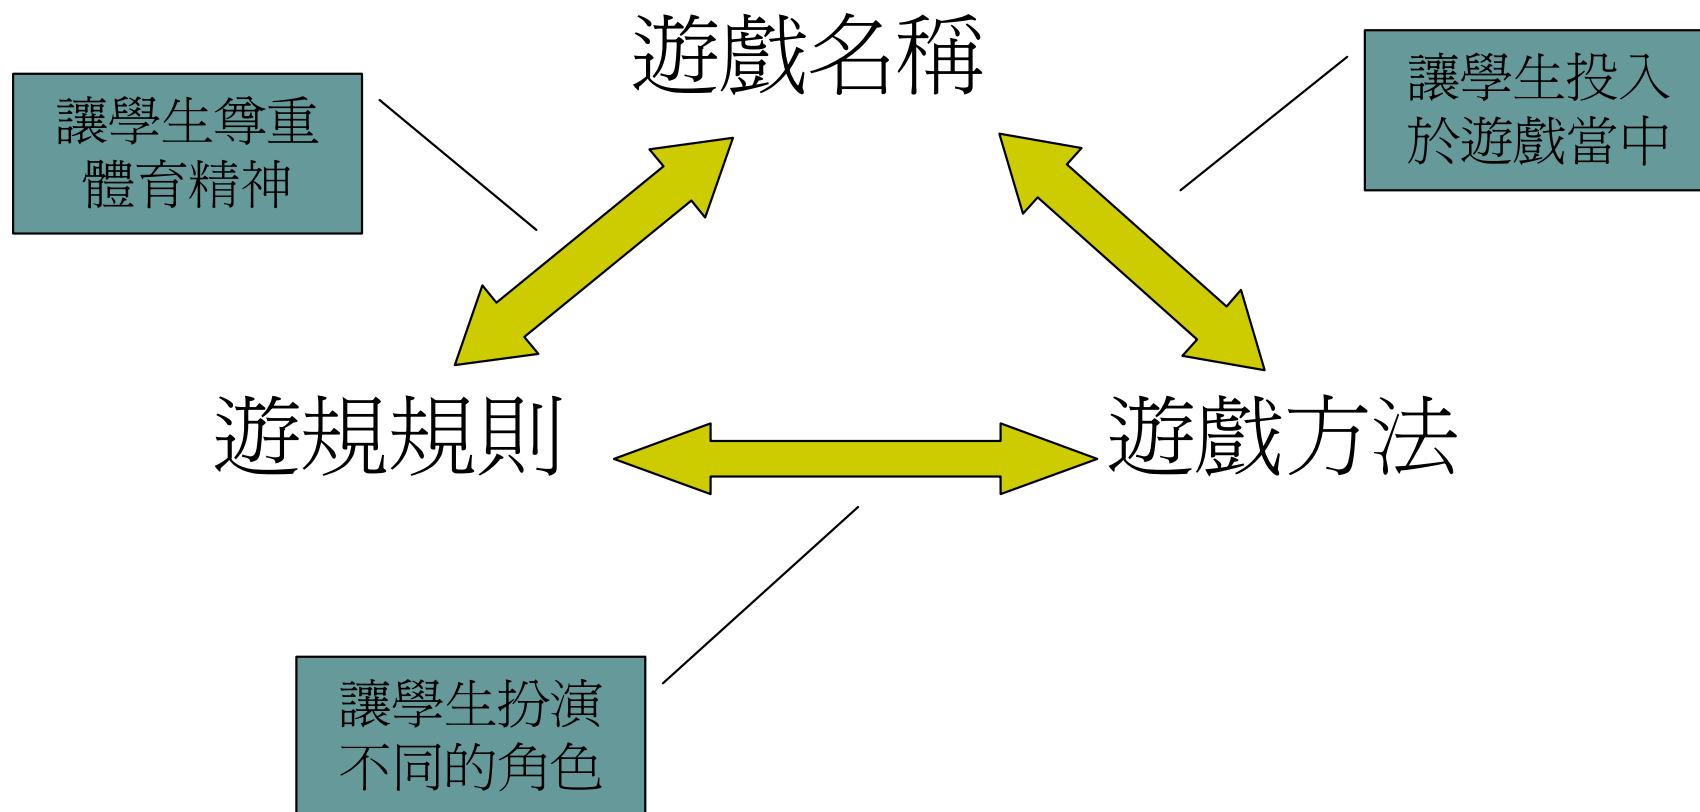 遊戲名稱
讓學生尊重
體育精神
讓學生投入
於遊戲當中
遊規規則
遊戲方法
讓學生扮演
不同的角色